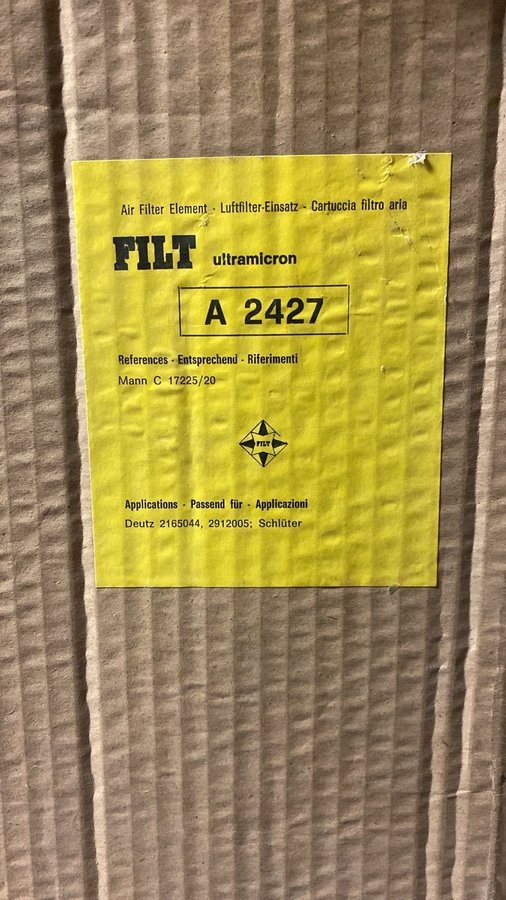 Air Filter Element - Luftfilter-Einsatz - Cartuccia filtro aria
FILT ultramicron
A 2427
References - Entsprechend - Riferimenti
Mann C 17225/20
FILT
Applications - Passend für - Applicazioni
Deutz 2165044, 2912005; Schlüter